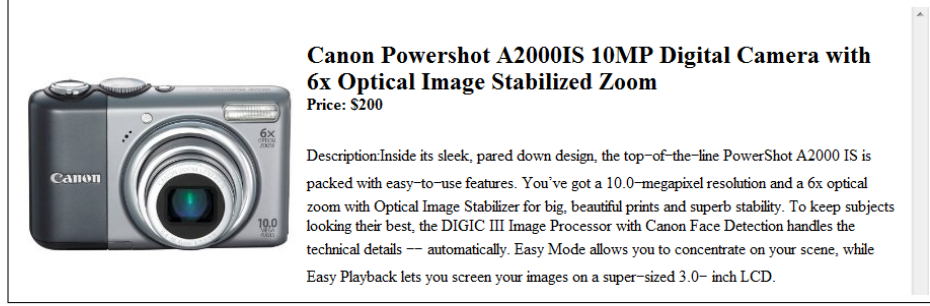 Canon Powershot A2000IS 10MP Digital Camera with
6x Optical Image Stabilized Zoom
Price: $200
6x
OPTICAL
ZOOM
Canon
10.0
MEGA
PIXELS
Description:Inside its sleek, pared down design, the top-of-the-line PowerShot A2000 IS is
packed with easy-to-use features. You've got a 10.0-megapixel resolution and a 6x optical
zoom with Optical Image Stabilizer for big, beautiful prints and superb stability. To keep subjects
looking their best, the DIGIC III Image Processor with Canon Face Detection handles the
technical details -- automatically. Easy Mode allows you to concentrate on your scene, while
Easy Playback lets you screen your images on a super-sized 3.0- inch LCD.